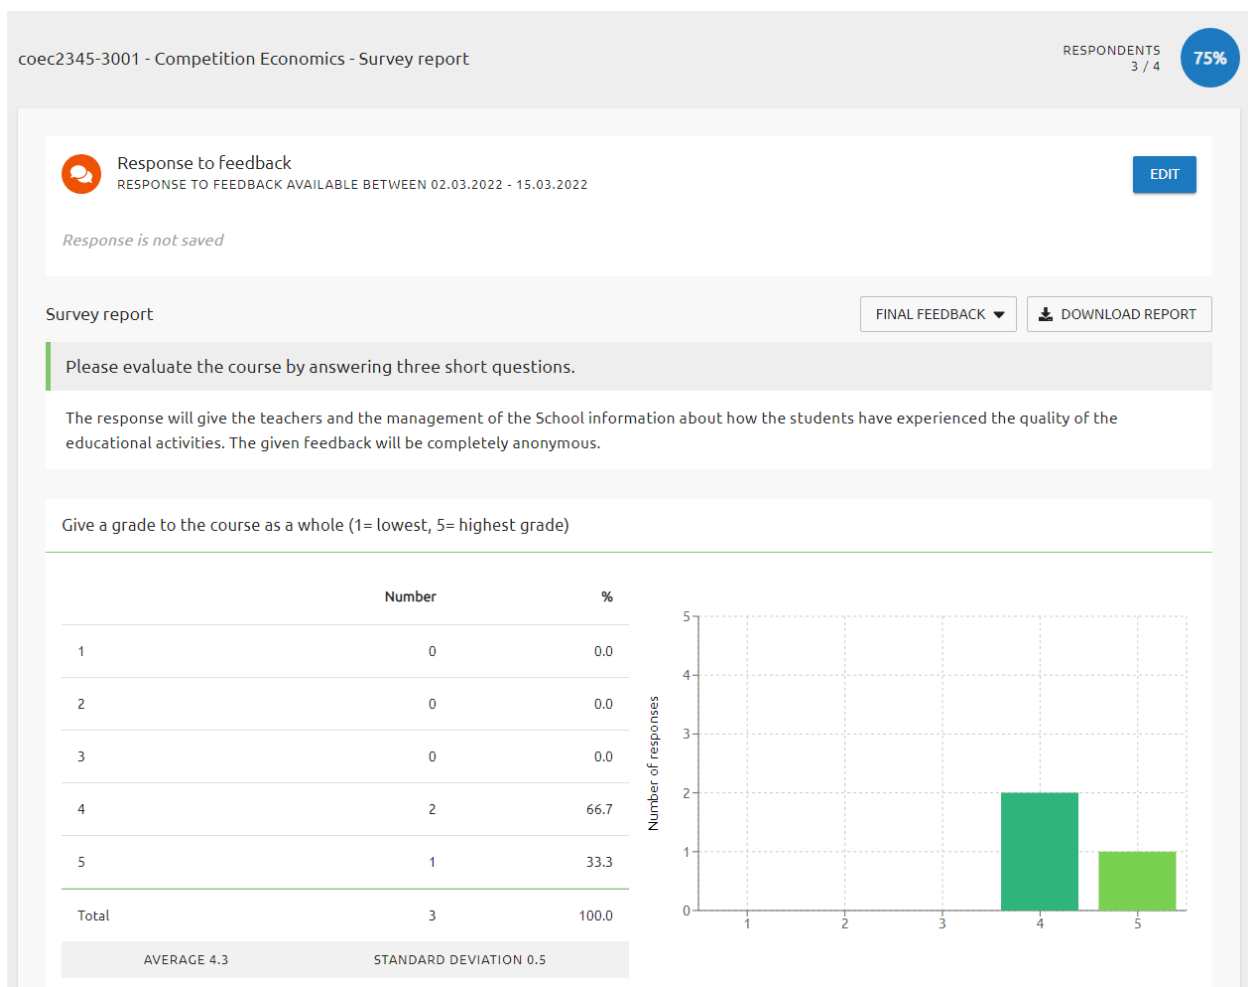 coec2345-3001 - Competition Economics - Survey report
RESPONDENTS
3 / 4
75%
Response to feedback
RESPONSE TO FEEDBACK AVAILABLE BETWEEN 02.03.2022 - 15.03.2022
EDIT
Response is not saved
Survey report
FINAL FEEDBACK
DOWNLOAD REPORT
Please evaluate the course by answering three short questions.
The response will give the teachers and the management of the School information about how the students have experienced the quality of the
educational activities. The given feedback will be completely anonymous.
Give a grade to the course as a whole (1= lowest, 5= highest grade)
Number %
1 0 0.0
2 0 0.0
3 0 0.0
4 2 66.7
5 1 33.3
Total 3 100.0
AVERAGE 4.3 STANDARD DEVIATION 0.5
Number of responses
5
4
3
2
1
0
1 2 3 4 5